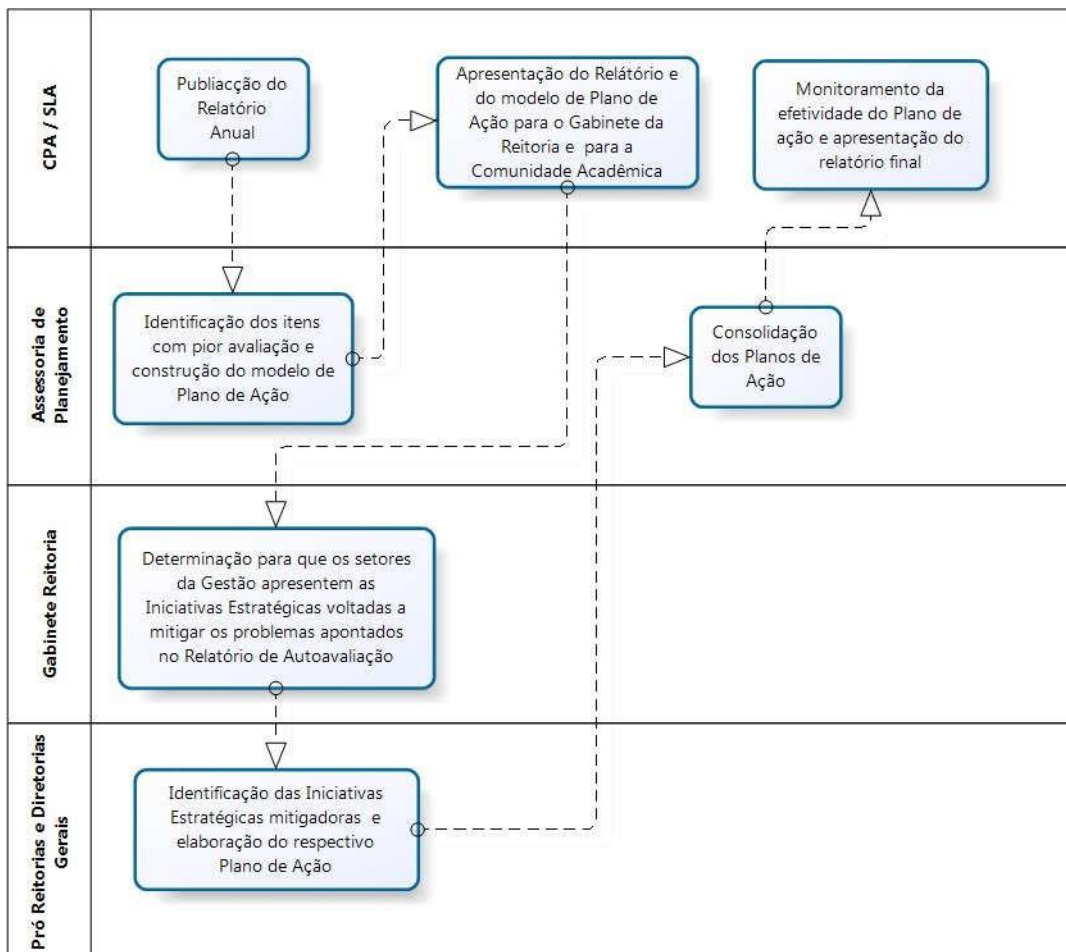 CPA / SLA
Publiacção do
Relatório
Anual
Apresentação do Relátório e
do modelo de Plano de
Ação para o Gabinete da
Reitoria e para a
Comunidade Acadêmica
Monitoramento da
efetividade do Plano de
ação e apresentação do
relatório final
Assessoria de
Planejamento
Identificação dos itens
com pior avaliação e
construção do modelo de
Plano de Ação
Consolidação
dos Planos de
Ação
Gabinete Reitoria
Determinação para que os setores
da Gestão apresentem as
Iniciativas Estratégicas voltadas a
mitigar os problemas apontados
no Relatório de Autoavaliação
Pró Reitorias e Diretorias
Gerais
Identificação das Iniciativas
Estratégicas mitigadoras e
elaboração do respectivo
Plano de Ação